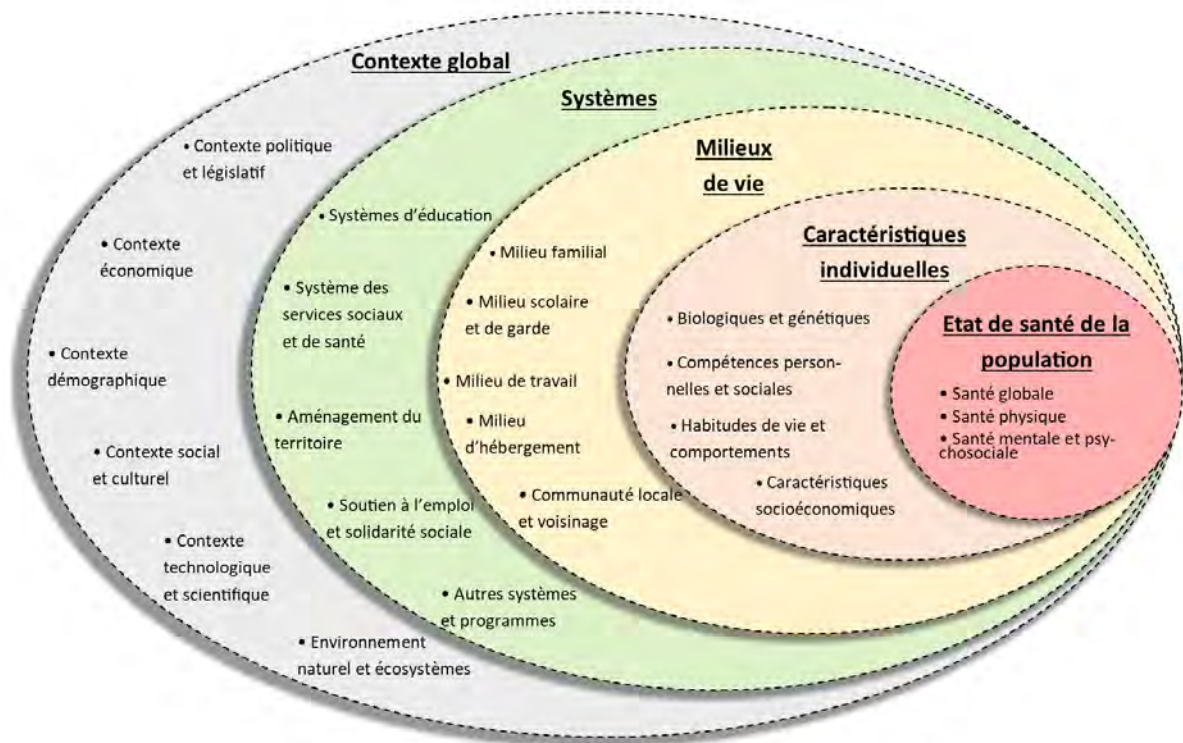 Contexte global
• Contexte politique
et législatif
• Contexte
économique
• Contexte
démographique
• Contexte social
et culturel
• Contexte
technologique
et scientifique
• Environnement
naturel et écosystèmes
Systèmes
• Systèmes d'éducation
• Système des
services sociaux
et de santé
• Aménagement du
territoire
• Soutien à l'emploi
et solidarité sociale
• Autres systèmes
et programmes
Milieux
de vie
• Milieu familial
• Milieu scolaire
et de garde
• Milieu de travail
• Milieu
d'hébergement
• Communauté locale
et voisinage
Caractéristiques
individuelles
• Biologiques et génétiques
• Compétences person-
nelles et sociales
• Habitudes de vie et
comportements
• Caractéristiques
socioéconomiques
Etat de santé de la
population
• Santé globale
• Santé physique
• Santé mentale et psy-
chosociale